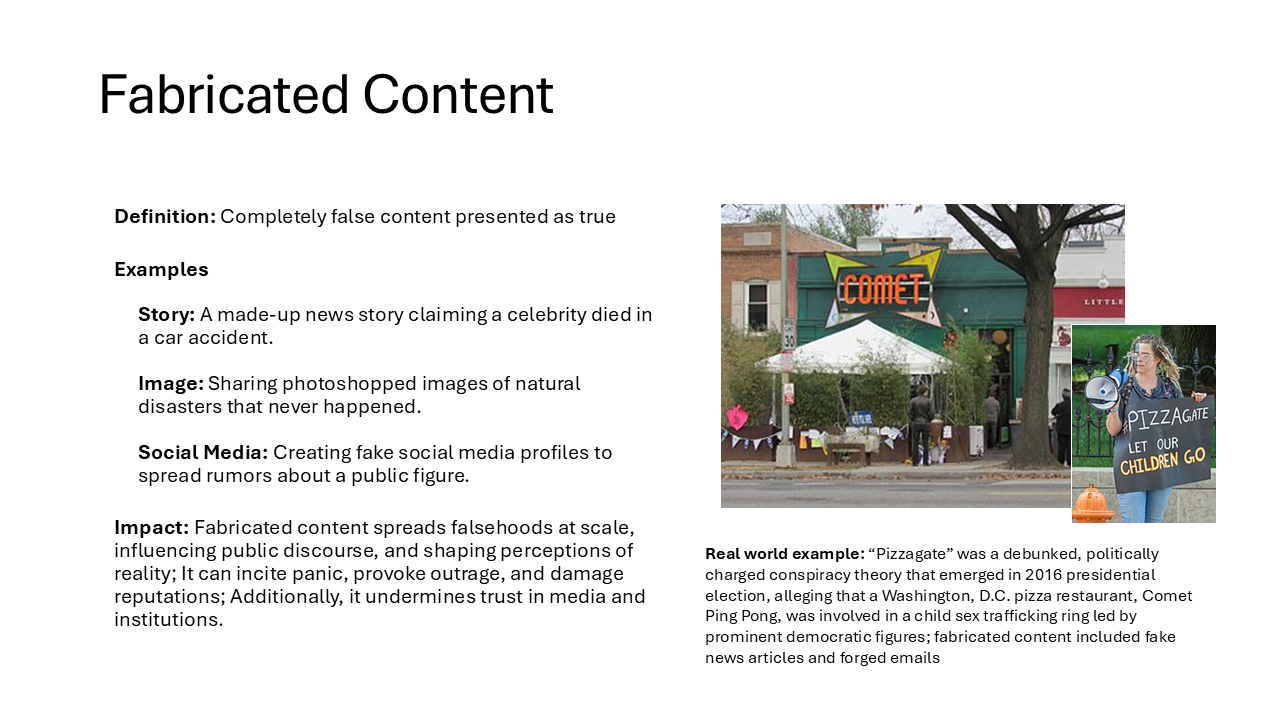 Fabricated Content
Definition: Completely false content presented as true
Examples
Story: A made-up news story claiming a celebrity died in
a car accident.
Image: Sharing photoshopped images of natural
disasters that never happened.
Social Media: Creating fake social media profiles to
spread rumors about a public figure.
Impact: Fabricated content spreads falsehoods at scale,
influencing public discourse, and shaping perceptions of
reality; It can incite panic, provoke outrage, and damage
reputations; Additionally, it undermines trust in media and
institutions.
COMET
LITTLE
30
PIZZAGATE
LET OUR
CHILDREN GO
Real world example: “Pizzagate” was a debunked, politically
charged conspiracy theory that emerged in 2016 presidential
election, alleging that a Washington, D.C. pizza restaurant, Comet
Ping Pong, was involved in a child sex trafficking ring led by
prominent democratic figures; fabricated content included fake
news articles and forged emails